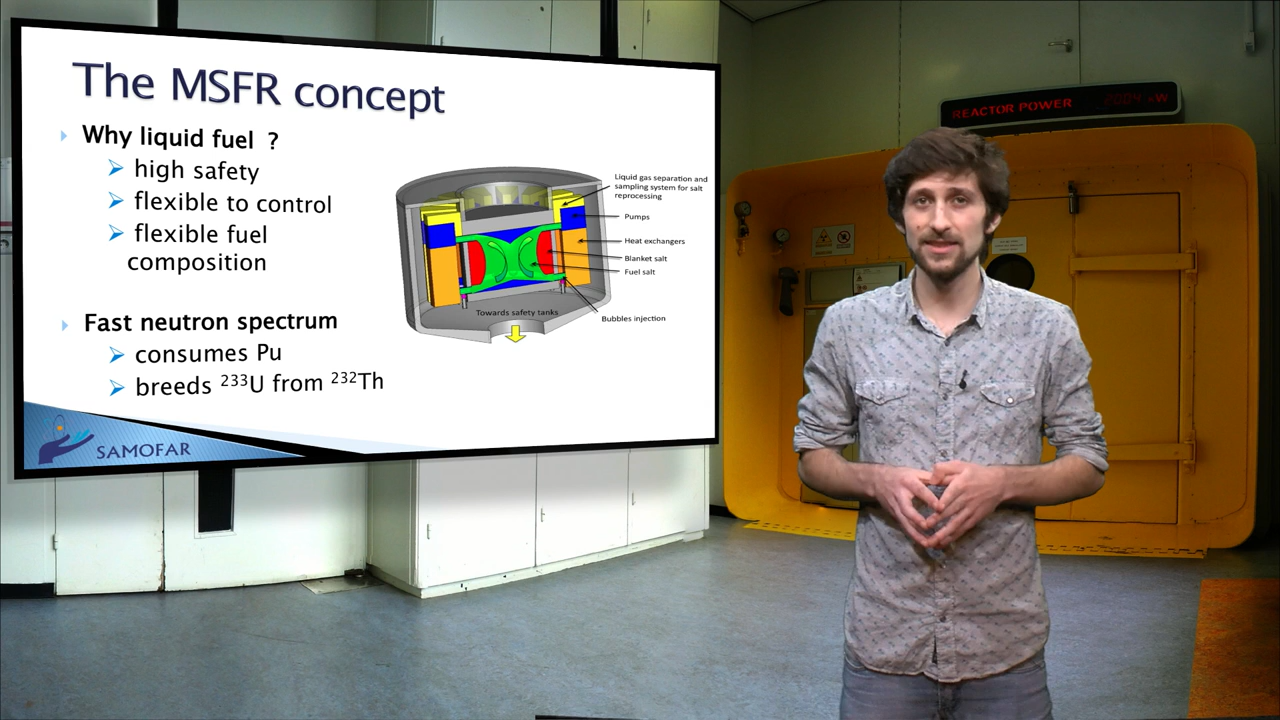 The MSFR concept
Why liquid fuel ?
high safety
flexible to control
flexible fuel
composition
Fast neutron spectrum
consumes Pu
breeds ²³³U from ²³²Th
Liquid gas separation and
sampling system for salt
reprocessing
Pumps
Heat exchangers
Blanket salt
Fuel salt
Bubbles injection
Towards safety tanks
SAMOFAR
REACTOR POWER